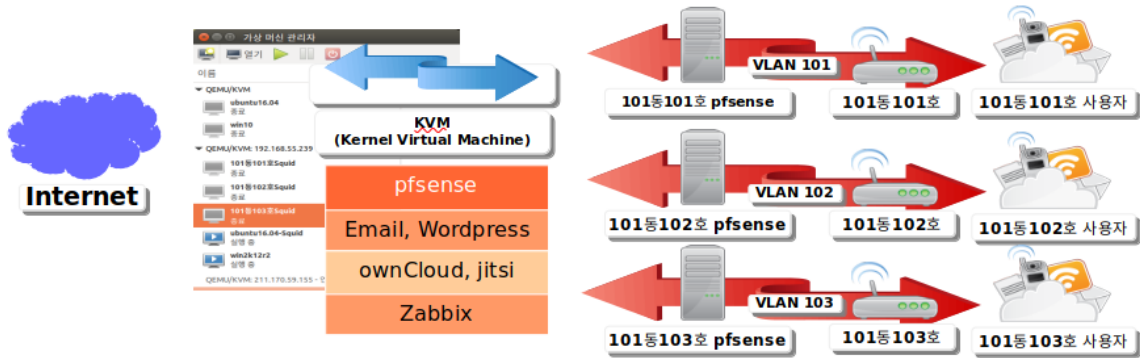 가상 머신 관리자
열기
이름
QEMU/KVM
ubuntu16.04
종료
win10
종료
QEMU/KVM: 192.168.55.239
101동101호Squid
종료
101동102호Squid
종료
101동103호Squid
종료
ubuntu16.04-Squid
실행 중
win2k12r2
실행 중
QEMU/KVM: 211.170.59.155 -
Internet
KVM
(Kernel Virtual Machine)
pfsense
Email, Wordpress
ownCloud, jitsi
Zabbix
VLAN 101
101동101호 pfsense
101동101호
101동101호 사용자
VLAN 102
101동102호 pfsense
101동102호
101동102호 사용자
VLAN 103
101동103호 pfsense
101동103호
101동103호 사용자